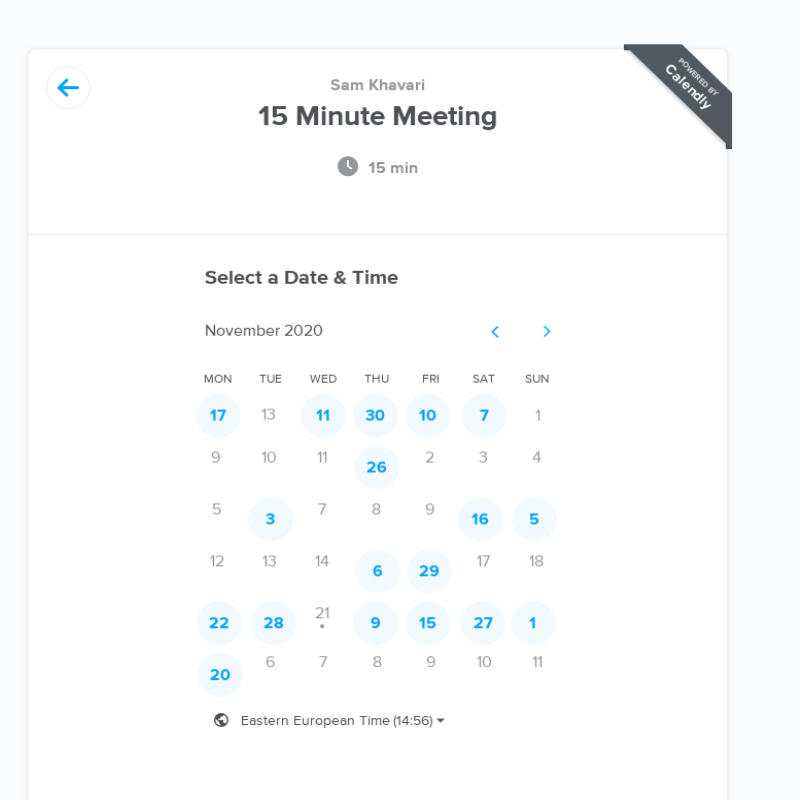 POWERED BY
Calendly
Sam Khavari
15 Minute Meeting
15 min
Select a Date & Time
November 2020
MON TUE WED THU FRI SAT SUN
17 13 11 30 10 7 1
9 10 11 26 2 3 4
5 3 7 8 9 16 5
12 13 14 6 29 17 18
22 28 21 9 15 27 1
20 6 7 8 9 10 11
Eastern European Time (14:56)